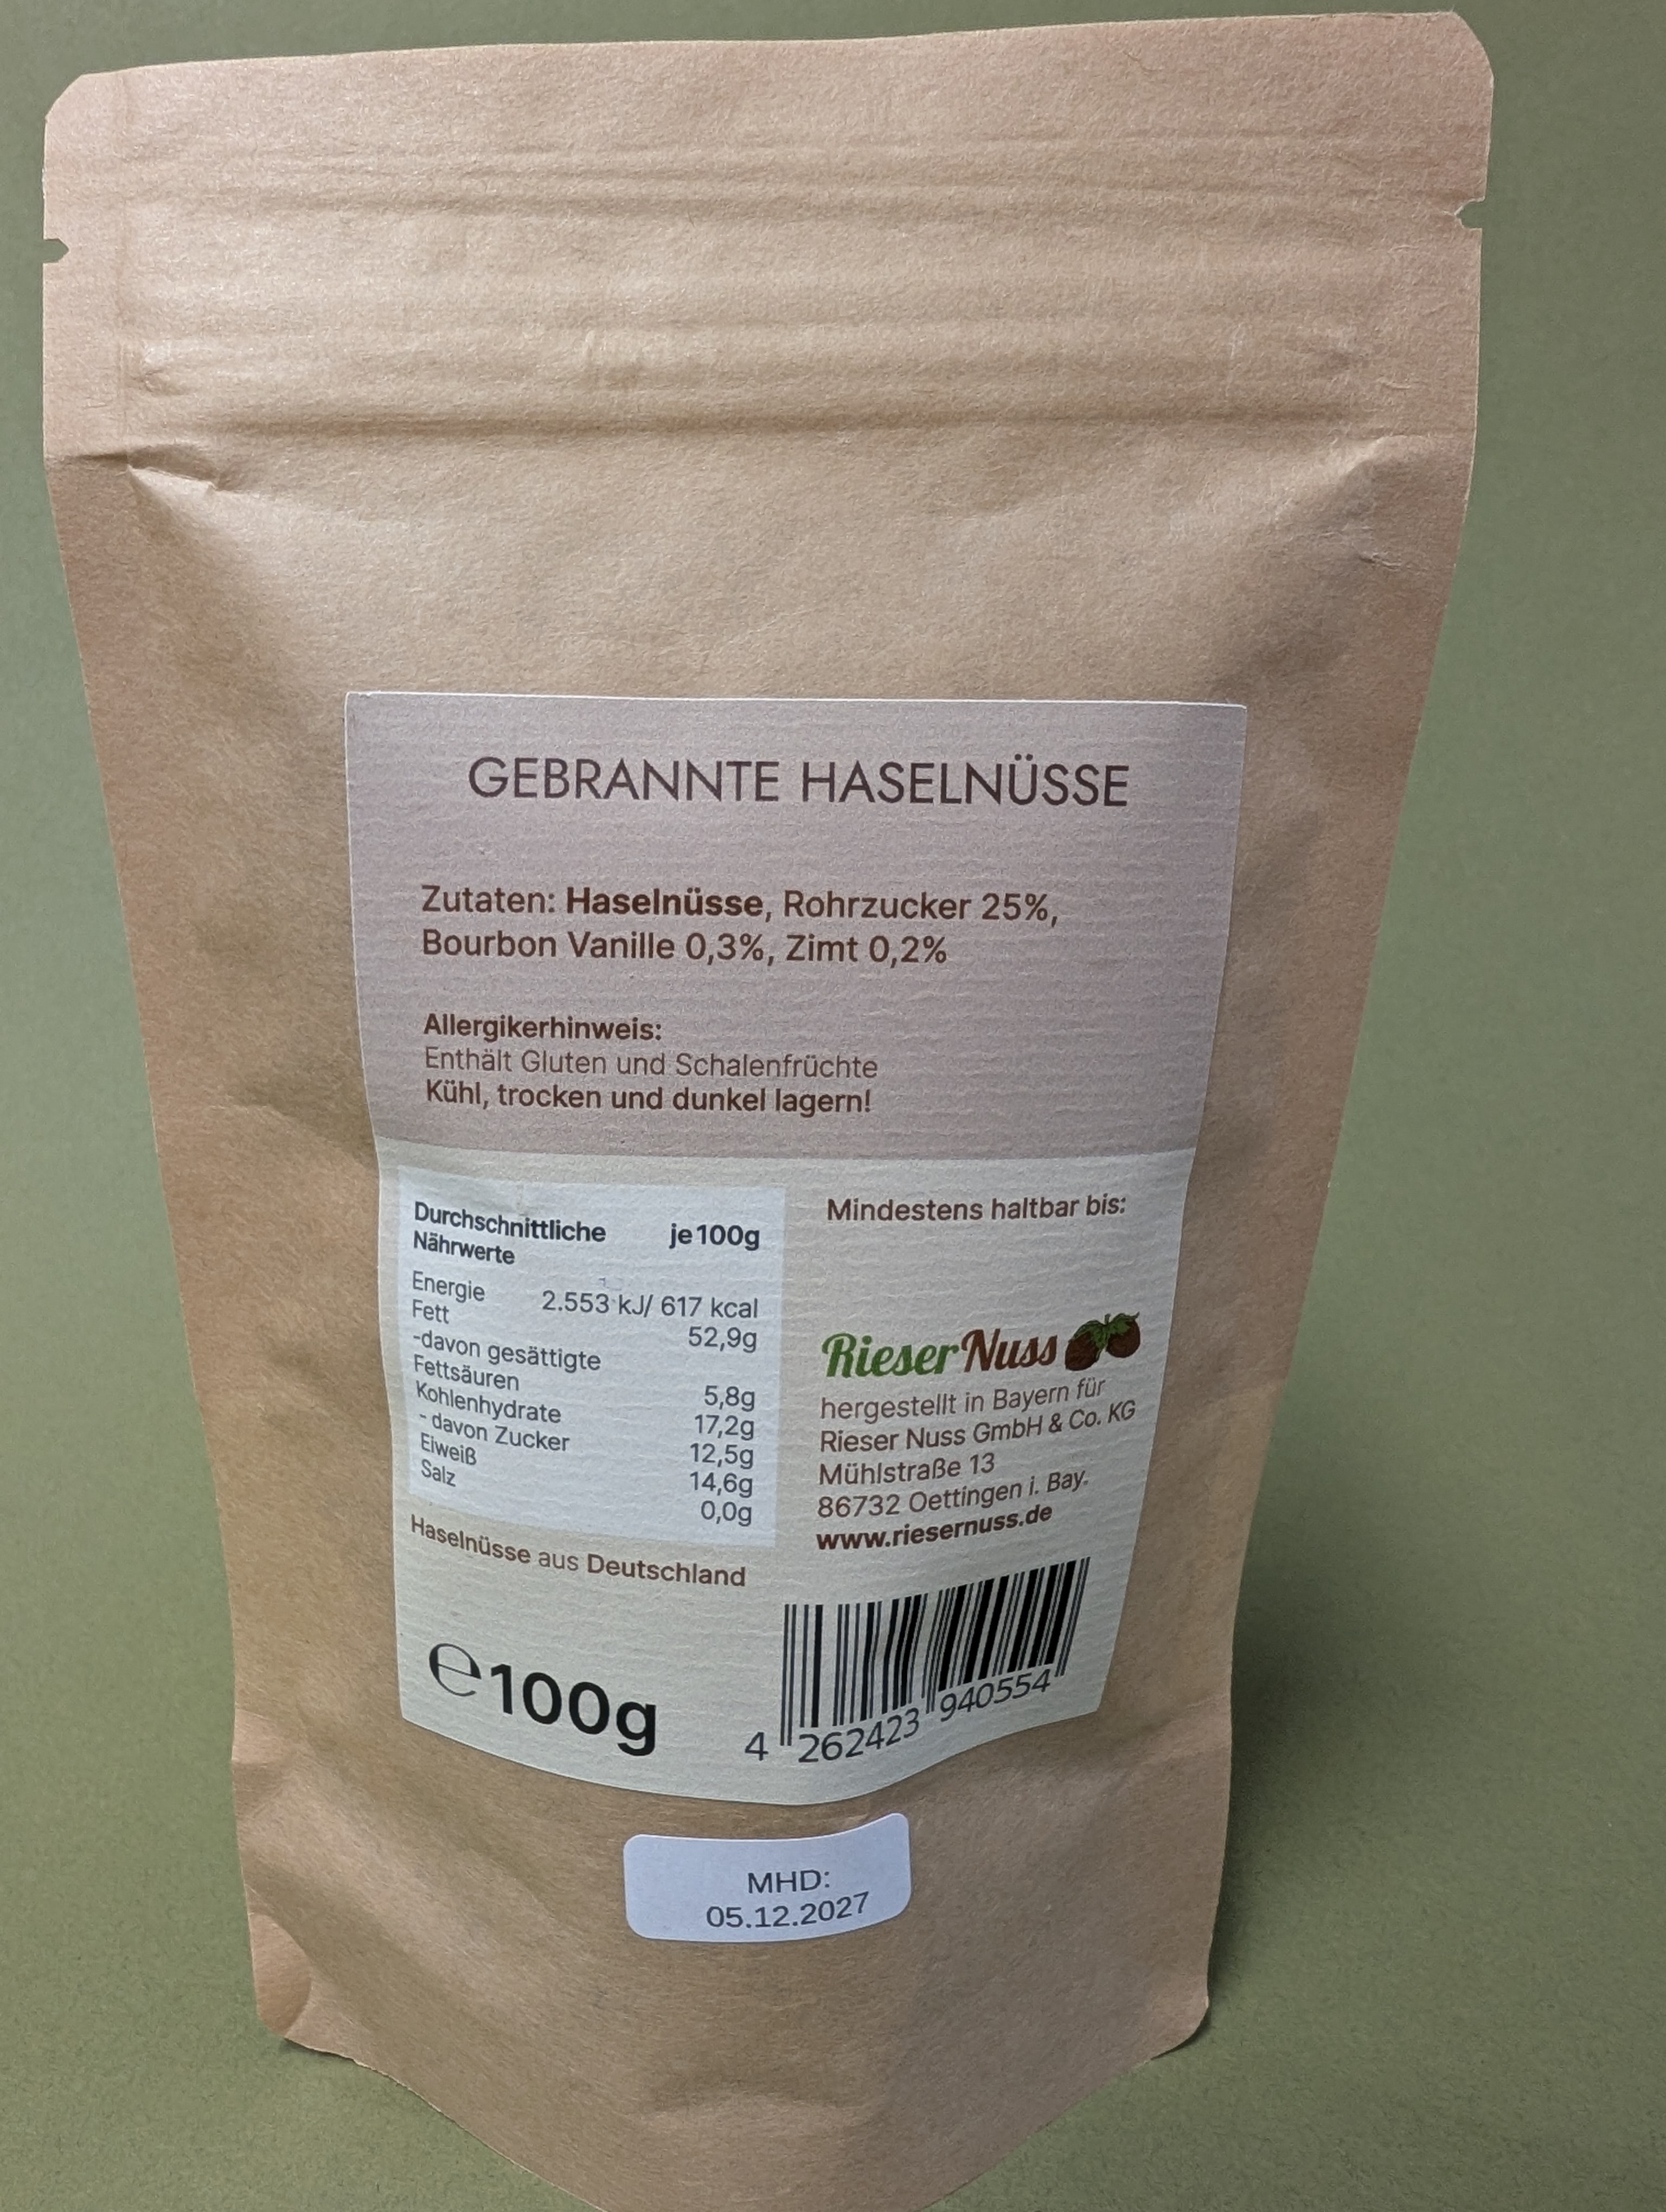 GEBRANNTE HASELNÜSSE
Zutaten: Haselnüsse, Rohrzucker 25%,
Bourbon Vanille 0,3%, Zimt 0,2%
Allergikerhinweis:
Enthält Gluten und Schalenfrüchte
Kühl, trocken und dunkel lagern!
Durchschnittliche je 100g
Nährwerte
Energie 2.553 kJ/ 617 kcal
Fett 52,9g
-davon gesättigte
Fettsäuren 5,8g
Kohlenhydrate 17,2g
- davon Zucker 12,5g
Eiweiß 14,6g
Salz 0,0g
Haselnüsse aus Deutschland
e100g
Mindestens haltbar bis:
Rieser Nuss
hergestellt in Bayern für
Rieser Nuss GmbH & Co. KG
Mühlstraße 13
86732 Oettingen i. Bay.
www.riesernuss.de
4 262423 940554
MHD:
05.12.2027